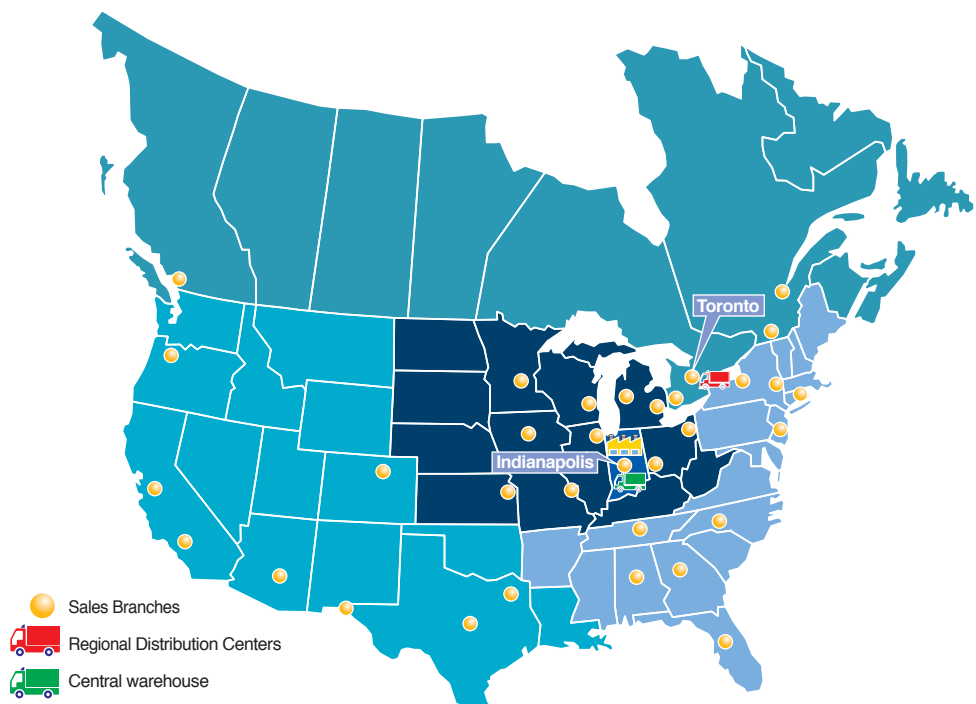 Toronto
Indianapolis
Sales Branches
Regional Distribution Centers
Central warehouse